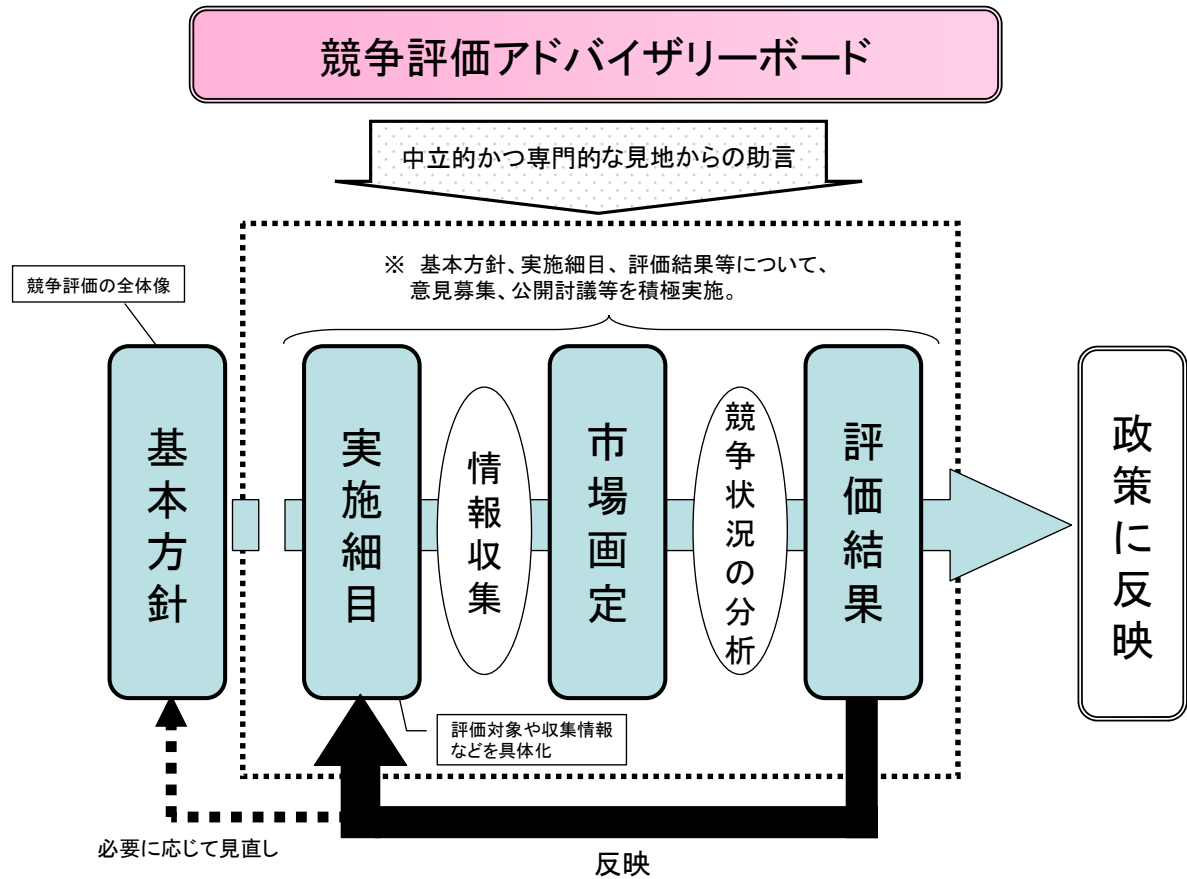 競争評価アドバイザリーボード
中立的かつ専門的な見地からの助言
※ 基本方針、実施細目、評価結果等について、
意見募集、公開討議等を積極実施。
競争評価の全体像
基本方針
実施細目
情報収集
市場画定
競争状況の分析
評価結果
政策に反映
評価対象や収集情報
などを具体化
必要に応じて見直し
反映